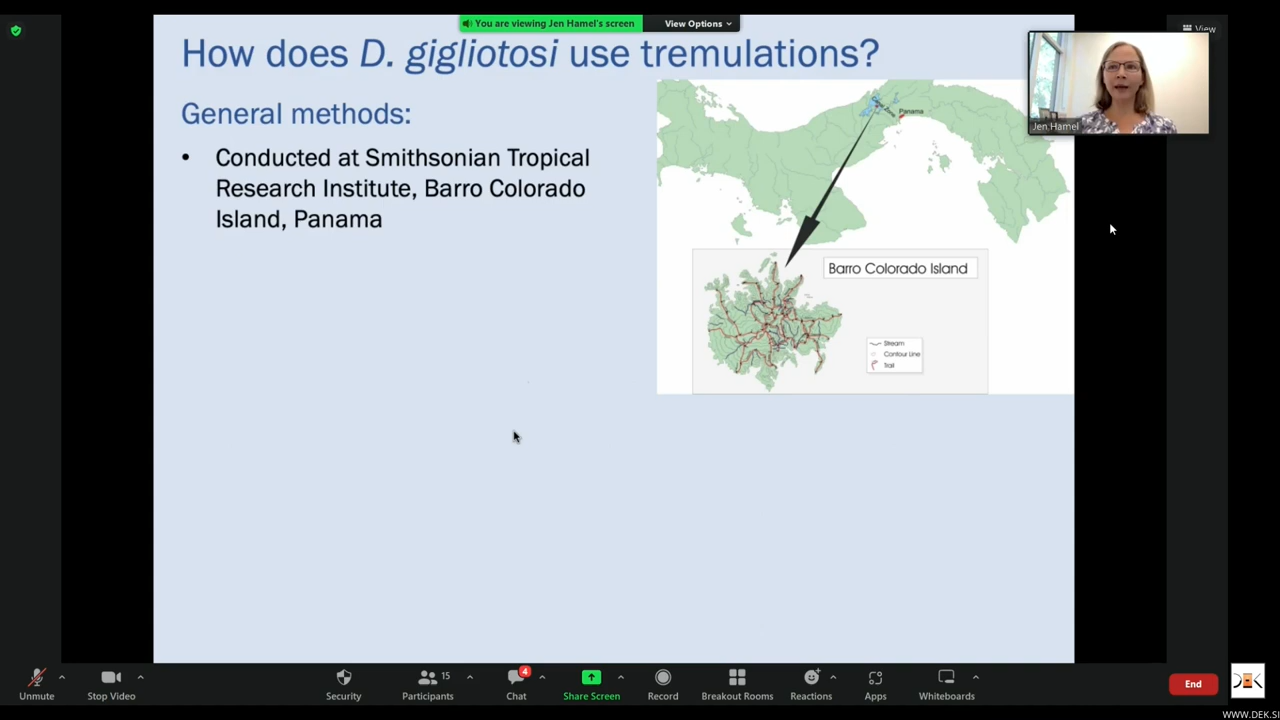 You are viewing Jen Hamel's screen
View Options
View
How does D. gigliotosi use tremulations?
General methods:
• Conducted at Smithsonian Tropical
Research Institute, Barro Colorado
Island, Panama
Panama
Barro Colorado Island
Stream
Contour Line
Trail
Jen Hamel
Unmute
Stop Video
Security
15
Participants
4
Chat
Share Screen
Record
Breakout Rooms
Reactions
Apps
Whiteboards
End
WWW.DEK.SI